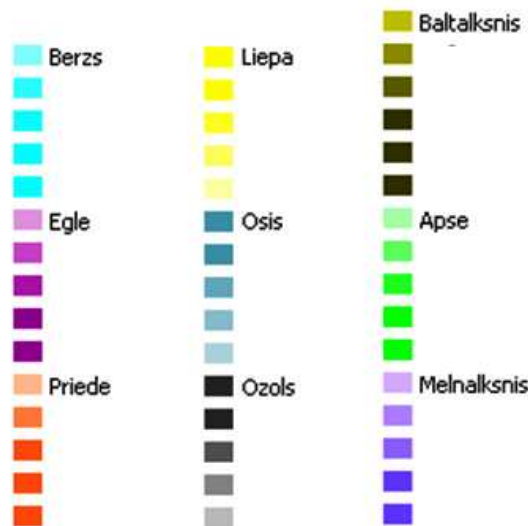 Berzs
Egle
Priede
Liepa
Osis
Ozols
Baltalksnis
Apse
Melnalksnis